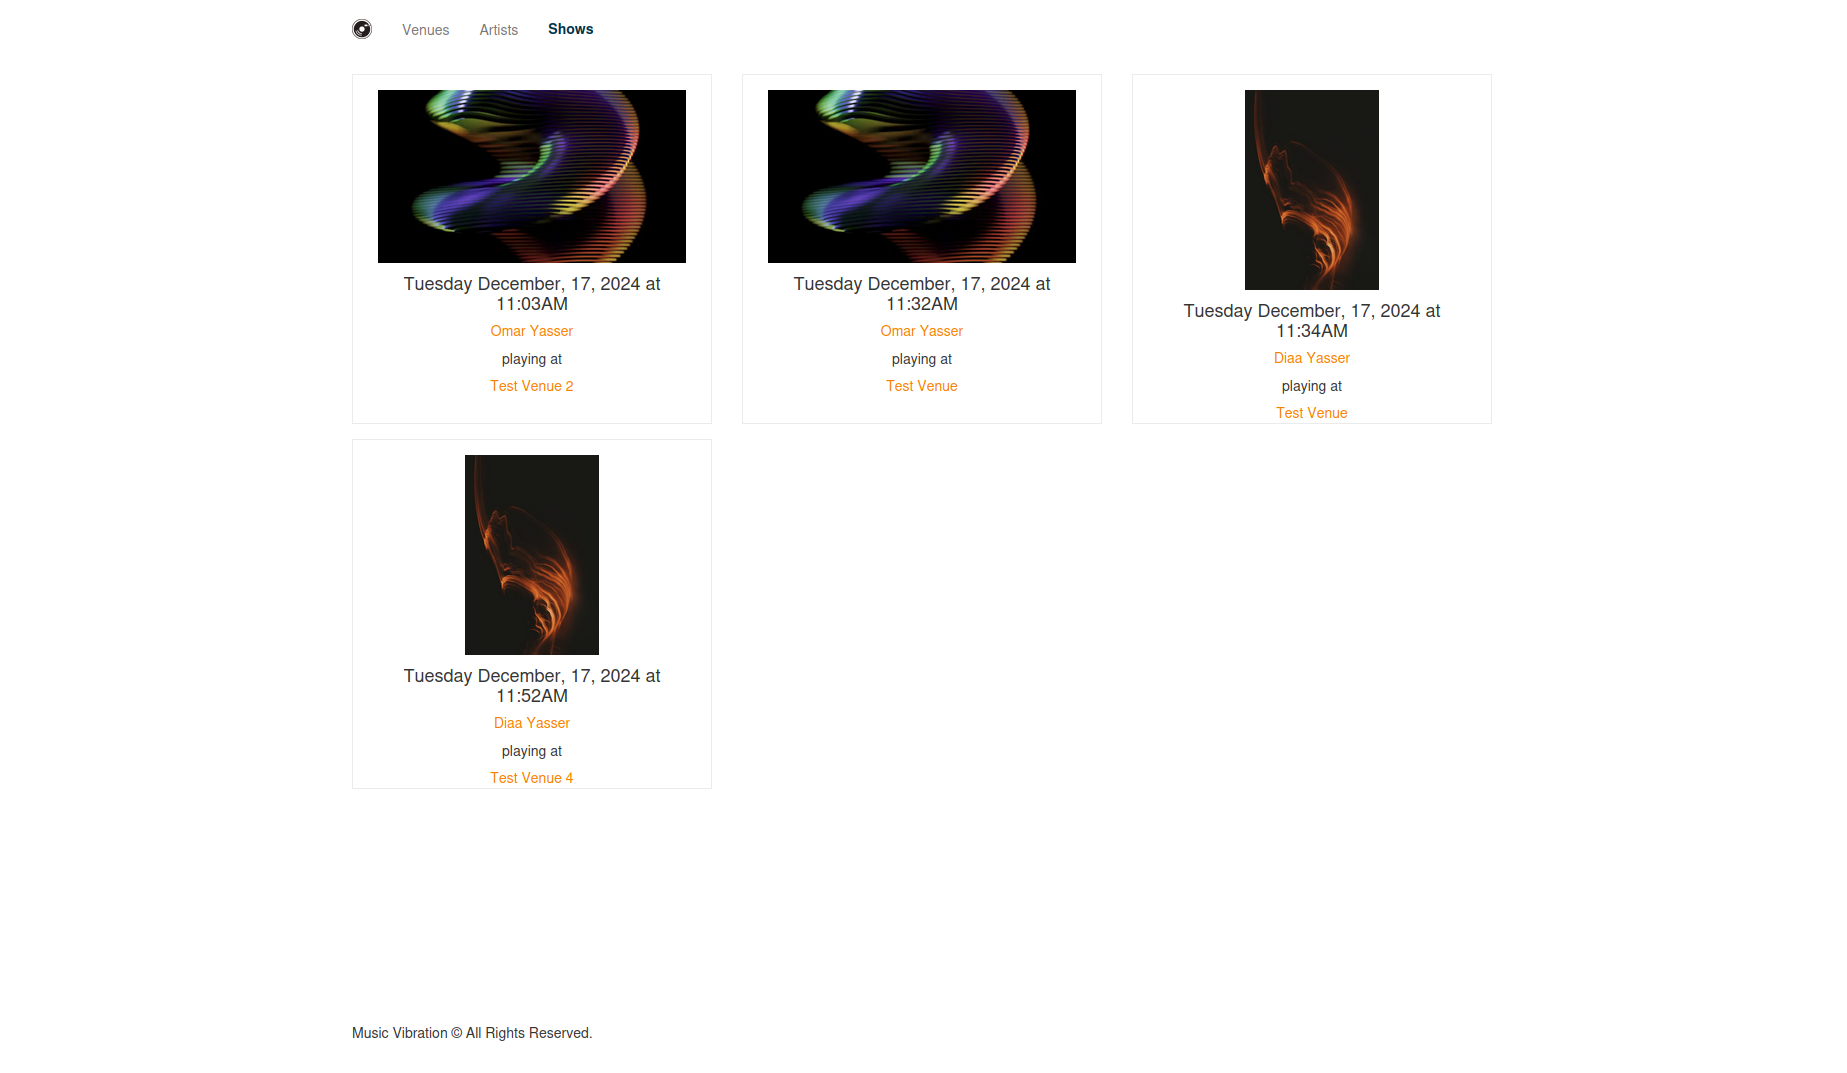 Venues Artists Shows
Tuesday December, 17, 2024 at
11:03AM
Omar Yasser
playing at
Test Venue 2
Tuesday December, 17, 2024 at
11:32AM
Omar Yasser
playing at
Test Venue
Tuesday December, 17, 2024 at
11:34AM
Diaa Yasser
playing at
Test Venue
Tuesday December, 17, 2024 at
11:52AM
Diaa Yasser
playing at
Test Venue 4
Music Vibration © All Rights Reserved.